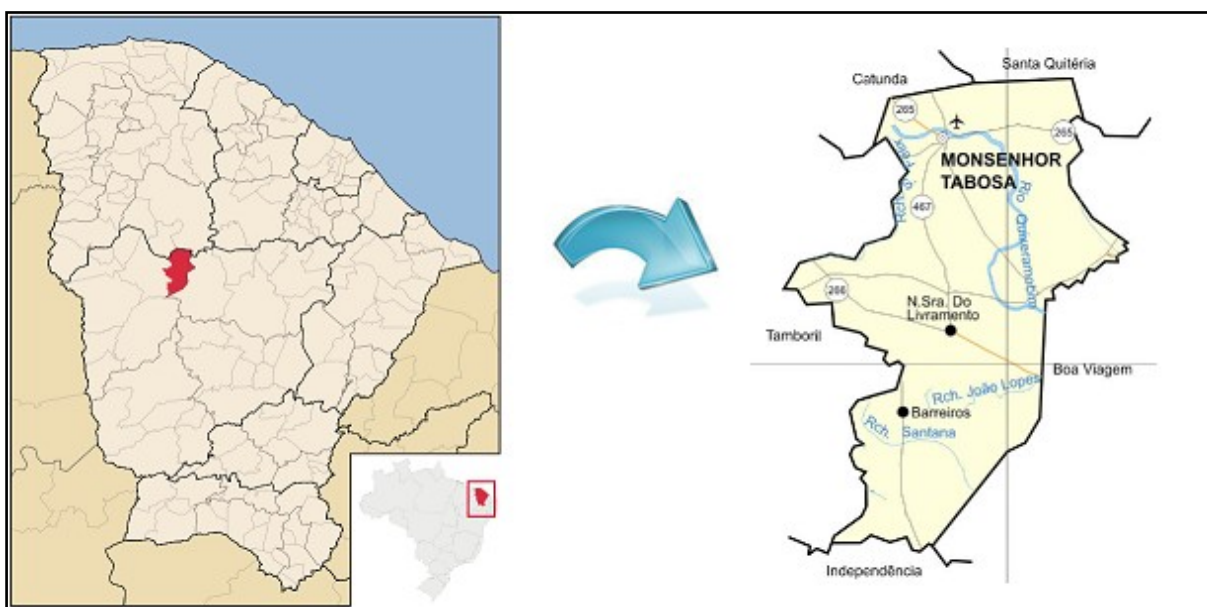 Santa Quitéria
Catunda
265
265
MONSENHOR
TABOSA
Rio Quixeramobim
467
266
N.Sra. Do
Livramento
Tamboril
Boa Viagem
Rch. João Lopes
Barreiros
Rch. Santana
Independência